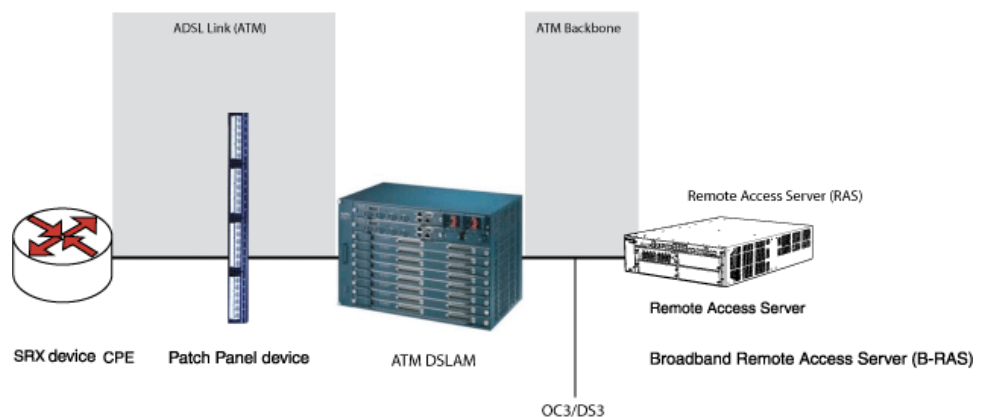 ADSL Link (ATM)
ATM Backbone
Remote Access Server (RAS)
Remote Access Server
SRX device CPE
Patch Panel device
ATM DSLAM
Broadband Remote Access Server (B-RAS)
OC3/DS3